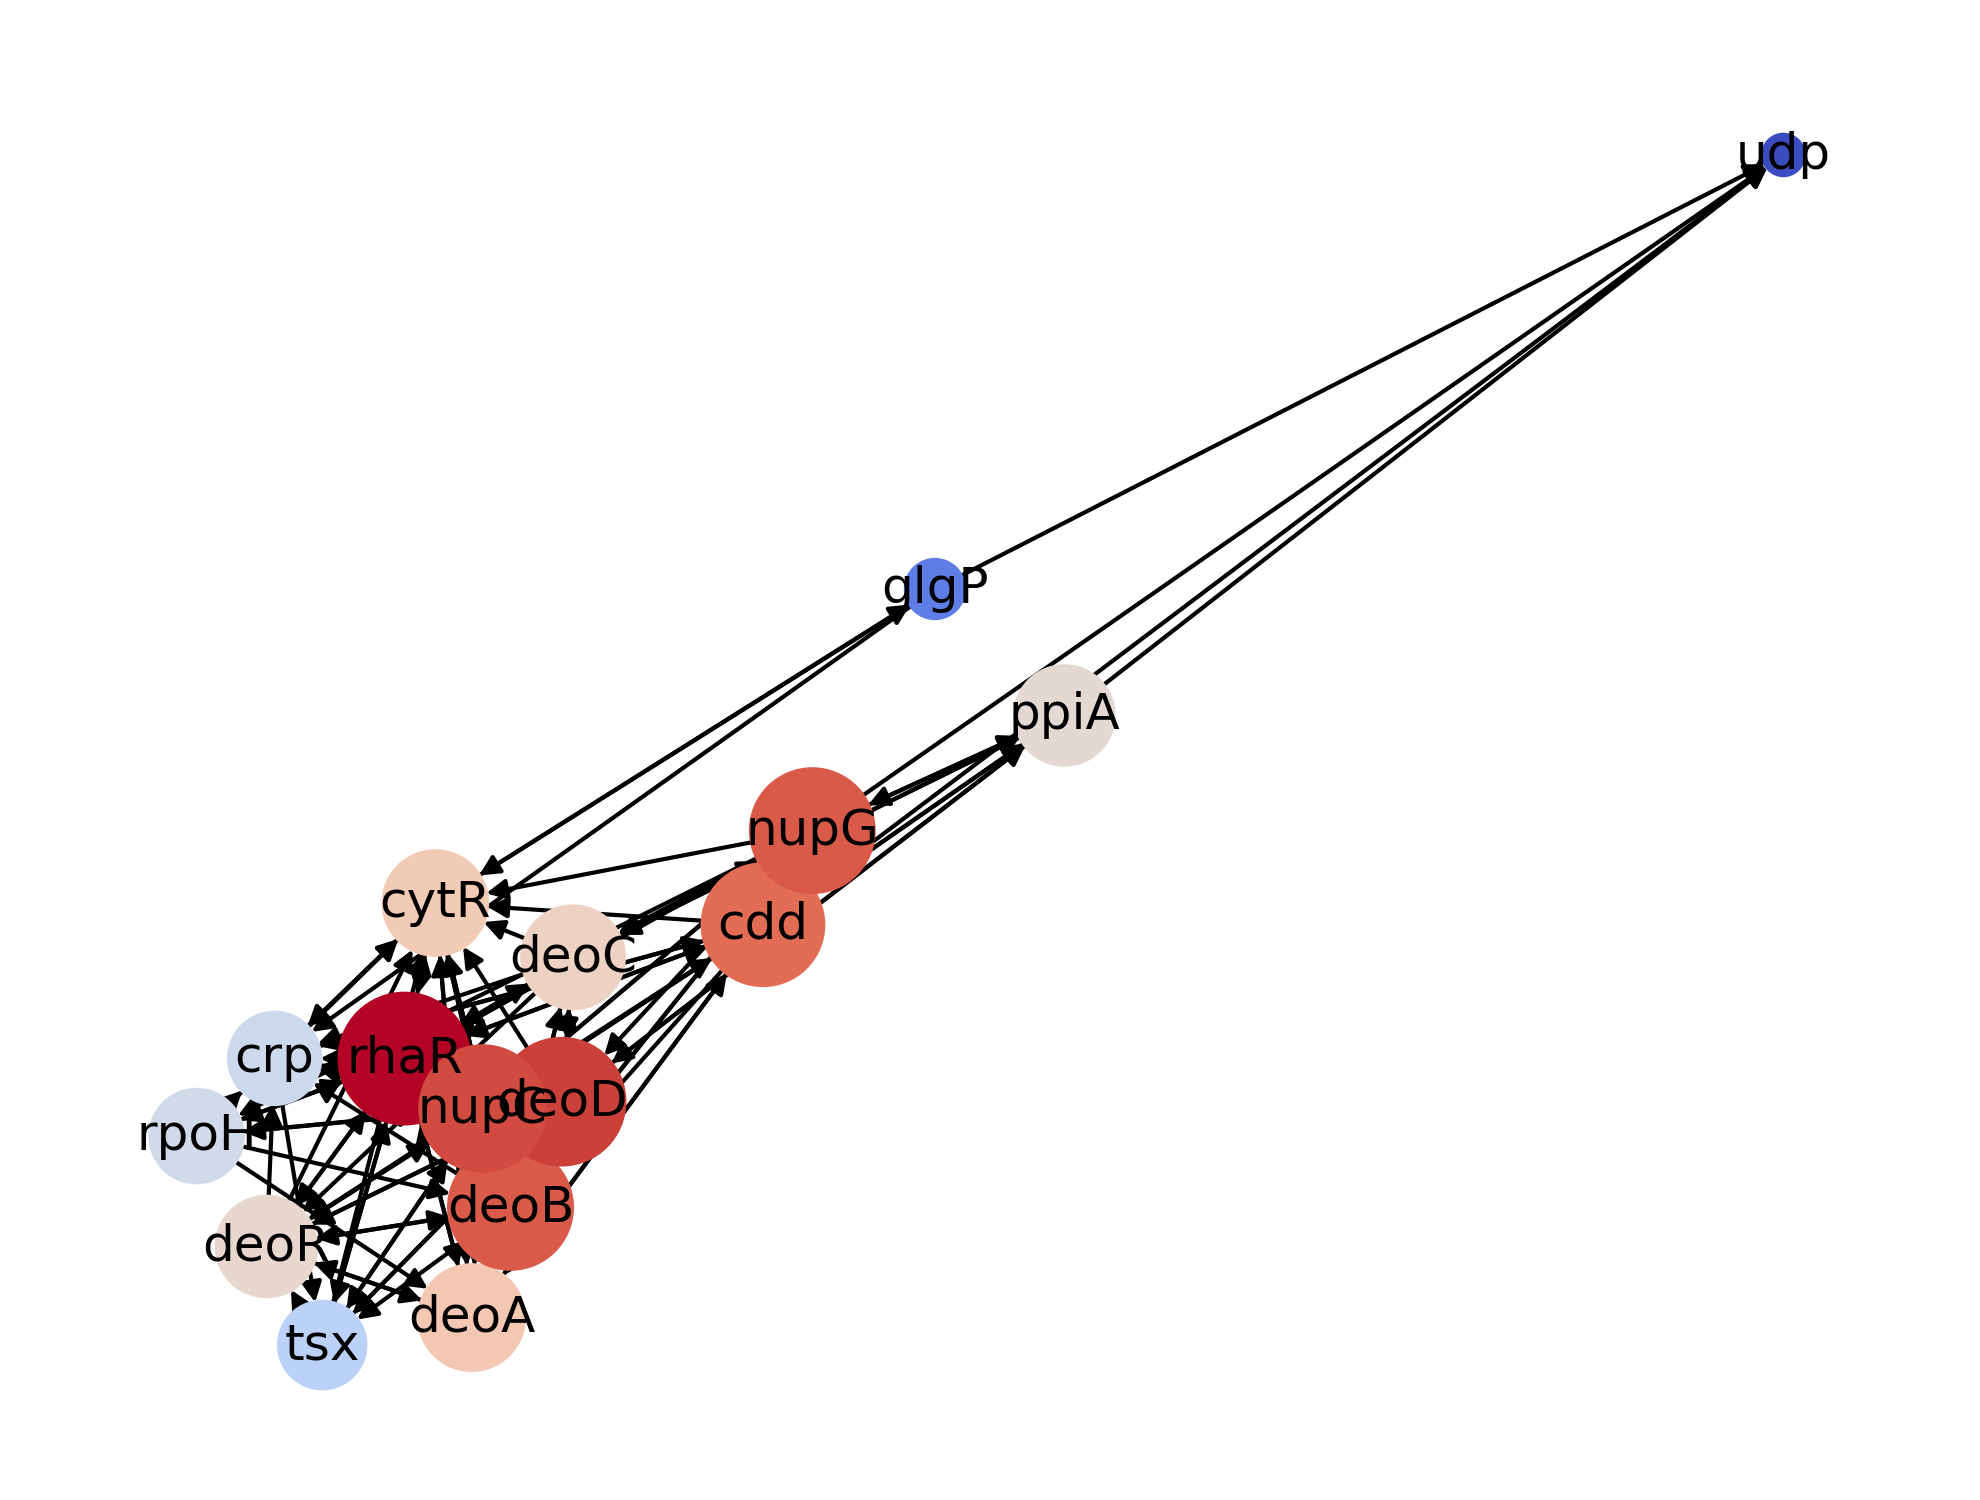 udp
glgP
ppiA
nupG
cytR
cdd
deoC
crp
rhaR
nupC
deoD
rpoH
deoB
deoR
deoA
tsx